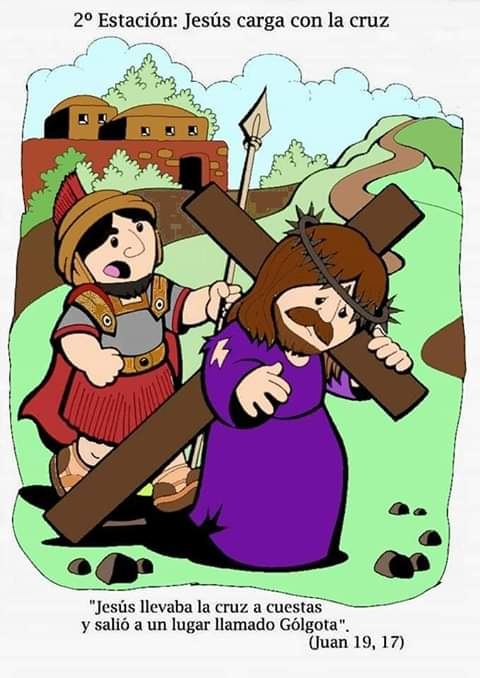 2º Estación: Jesús carga con la cruz
"Jesús llevaba la cruz a cuestas
y salió a un lugar llamado Gólgota".
(Juan 19, 17)